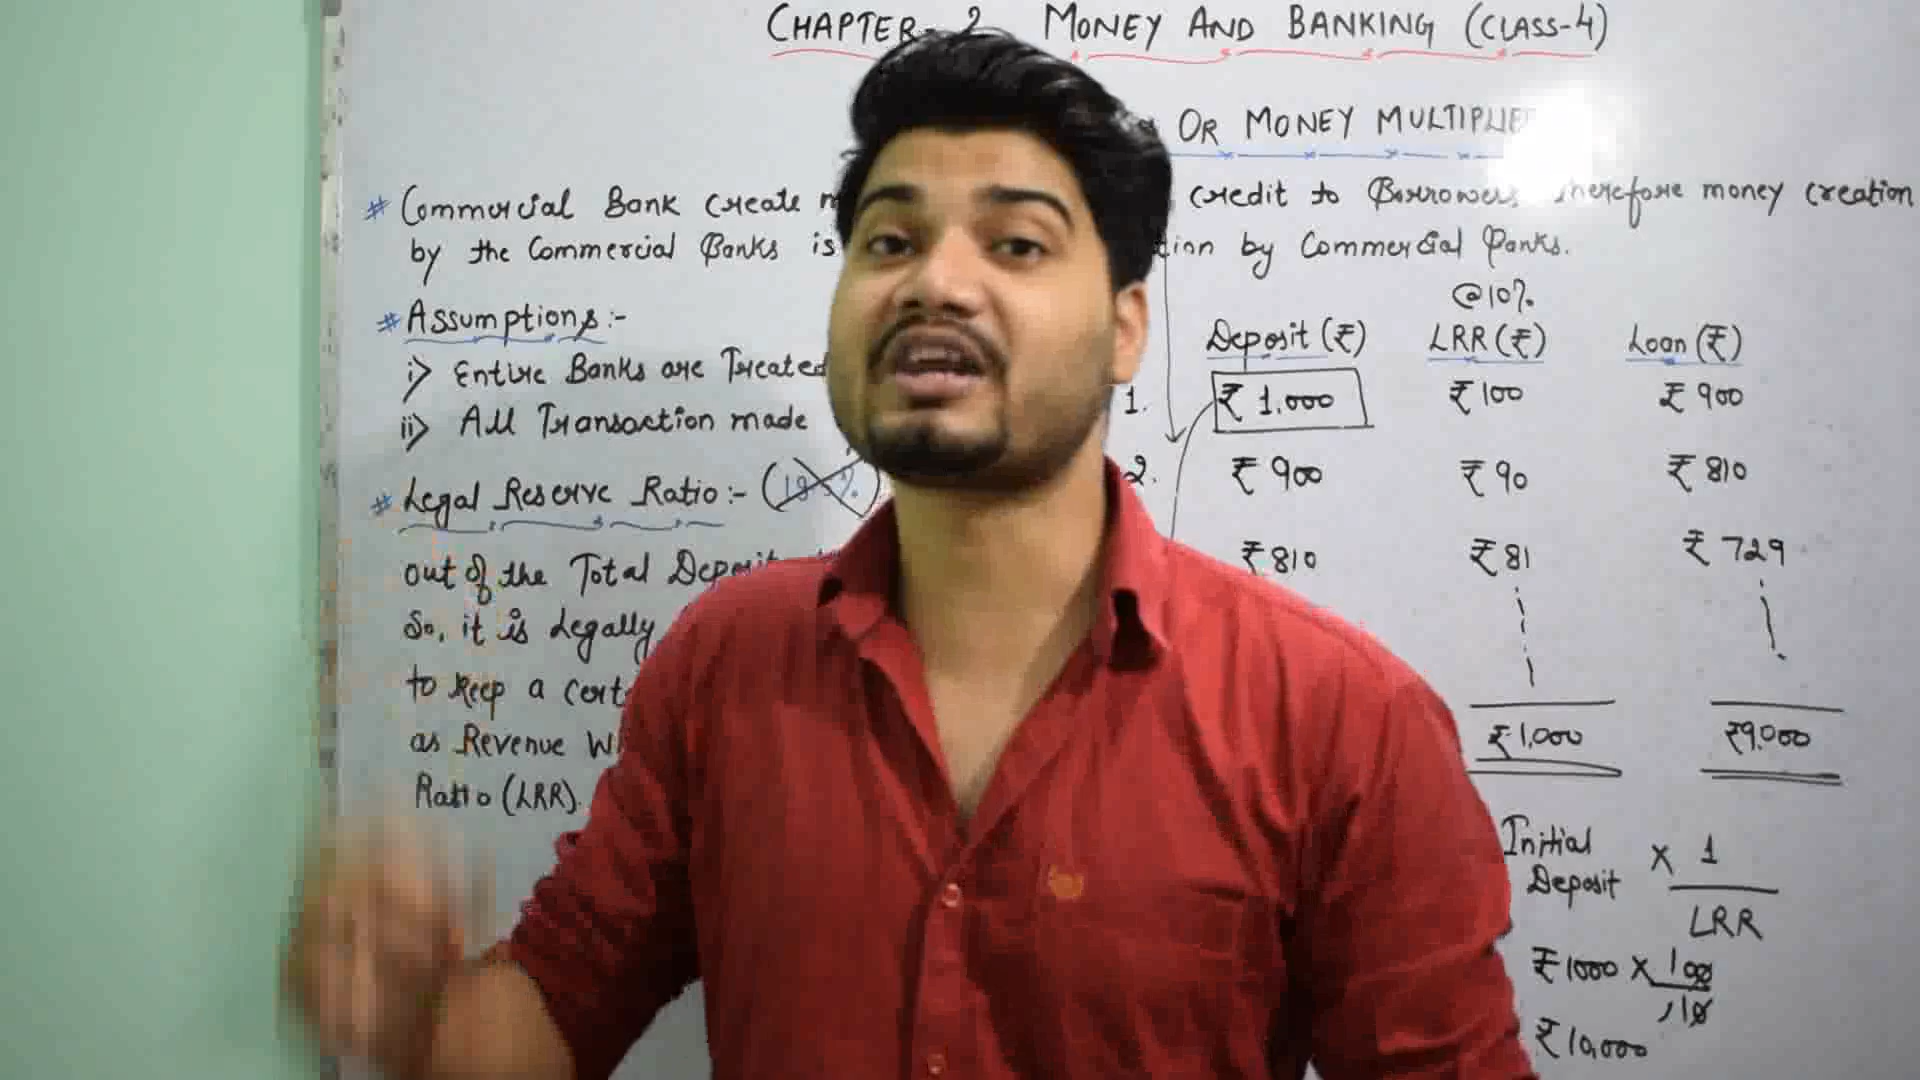 CHAPTER- 2 MONEY AND BANKING (CLASS-4)
OR MONEY MULTIPLIE
# Commercial Bank create m
credit to Borrowers Therefore money creation
by the Commercial Banks is
tion by Commercial Banks.
# Assumptions:-
i> Entire Banks are Treated
ii> All Transaction made
# Legal Reserve Ratio:- (
out of the Total Deposit
So, it is Legally
to keep a cert
as Revenue
Ratio (LRR).
@10%
Deposit (₹) LRR (₹) Loan (₹)
1. ₹ 1,000 ₹ 100 ₹ 900
2. ₹ 900 ₹ 90 ₹ 810
₹ 810 ₹ 81 ₹ 729
₹1,000 ₹9,000
Initial Deposit x 1/LRR
₹1000 x 100/10
₹10,000